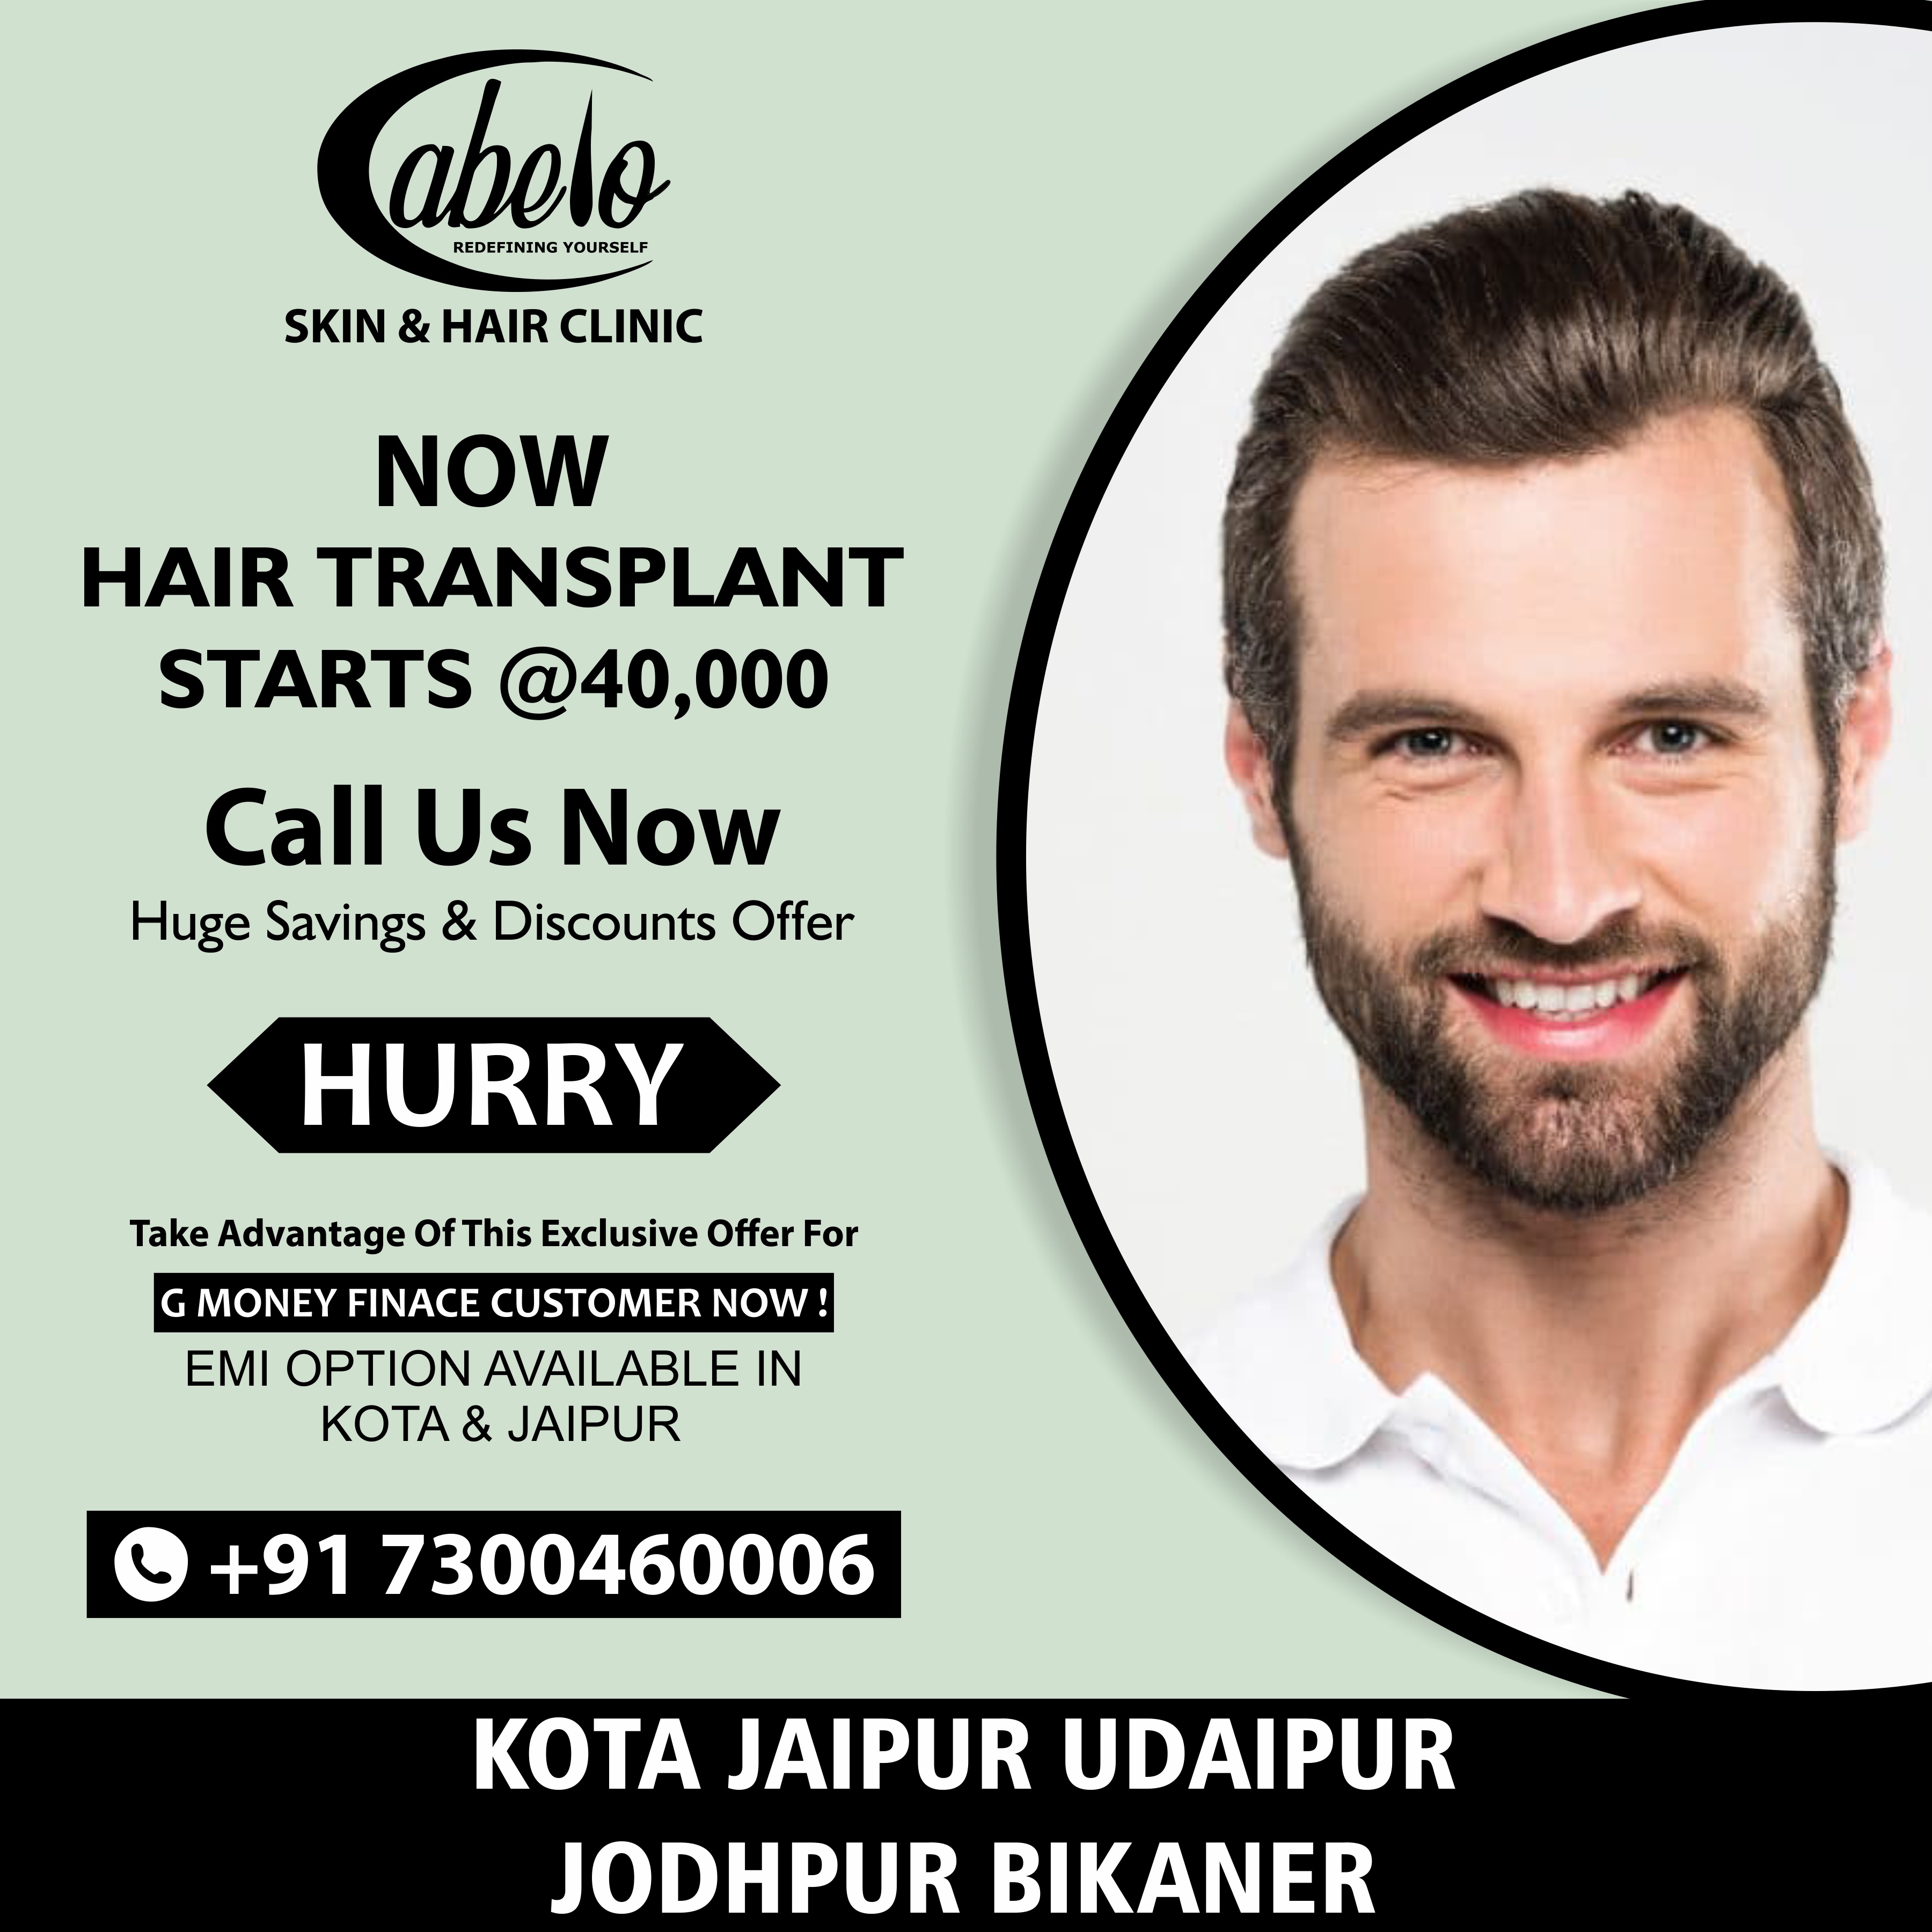 Cabelo
REDEFINING YOURSELF
SKIN & HAIR CLINIC
NOW
HAIR TRANSPLANT
STARTS @40,000
Call Us Now
Huge Savings & Discounts Offer
HURRY
Take Advantage Of This Exclusive Offer For
G MONEY FINACE CUSTOMER NOW !
EMI OPTION AVAILABLE IN
KOTA & JAIPUR
+91 7300460006
KOTA JAIPUR UDAIPUR
JODHPUR BIKANER